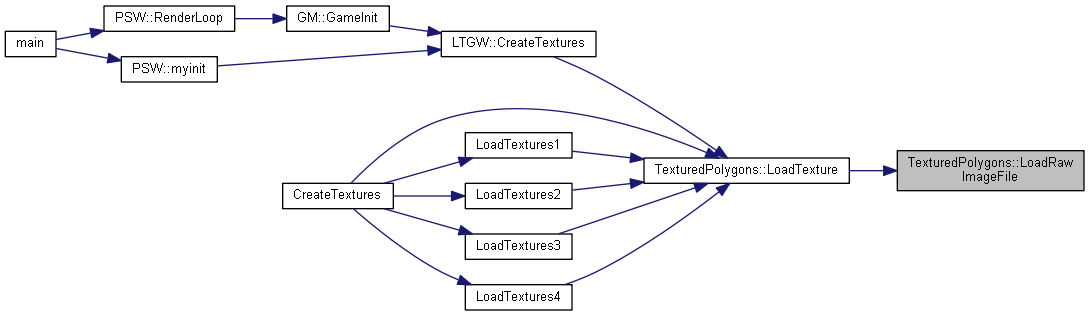 PSW::RenderLoop
GM::GameInit
main
LTGW::CreateTextures
PSW::myinit
LoadTextures1
TexturedPolygons::LoadTexture
TexturedPolygons::LoadRaw
ImageFile
CreateTextures
LoadTextures2
LoadTextures3
LoadTextures4